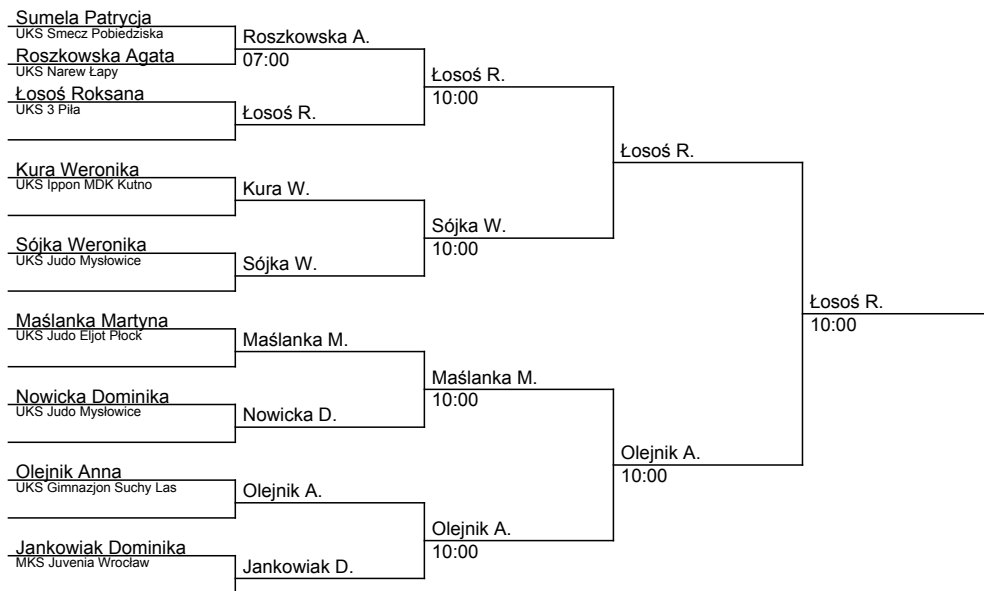 Sumela Patrycja
UKS Smecz Pobiedziska
Roszkowska A.
07:00
Roszkowska Agata
UKS Narew Łapy
Łosoś R.
10:00
Łosoś Roksana
UKS 3 Piła
Łosoś R.
Łosoś R.
Kura Weronika
UKS Ippon MDK Kutno
Kura W.
Sójka W.
10:00
Sójka Weronika
UKS Judo Mysłowice
Sójka W.
Łosoś R.
10:00
Maślanka Martyna
UKS Judo Eljot Płock
Maślanka M.
Maślanka M.
10:00
Nowicka Dominika
UKS Judo Mysłowice
Nowicka D.
Olejnik A.
10:00
Olejnik Anna
UKS Gimnazjon Suchy Las
Olejnik A.
Olejnik A.
10:00
Jankowiak Dominika
MKS Juvenia Wrocław
Jankowiak D.